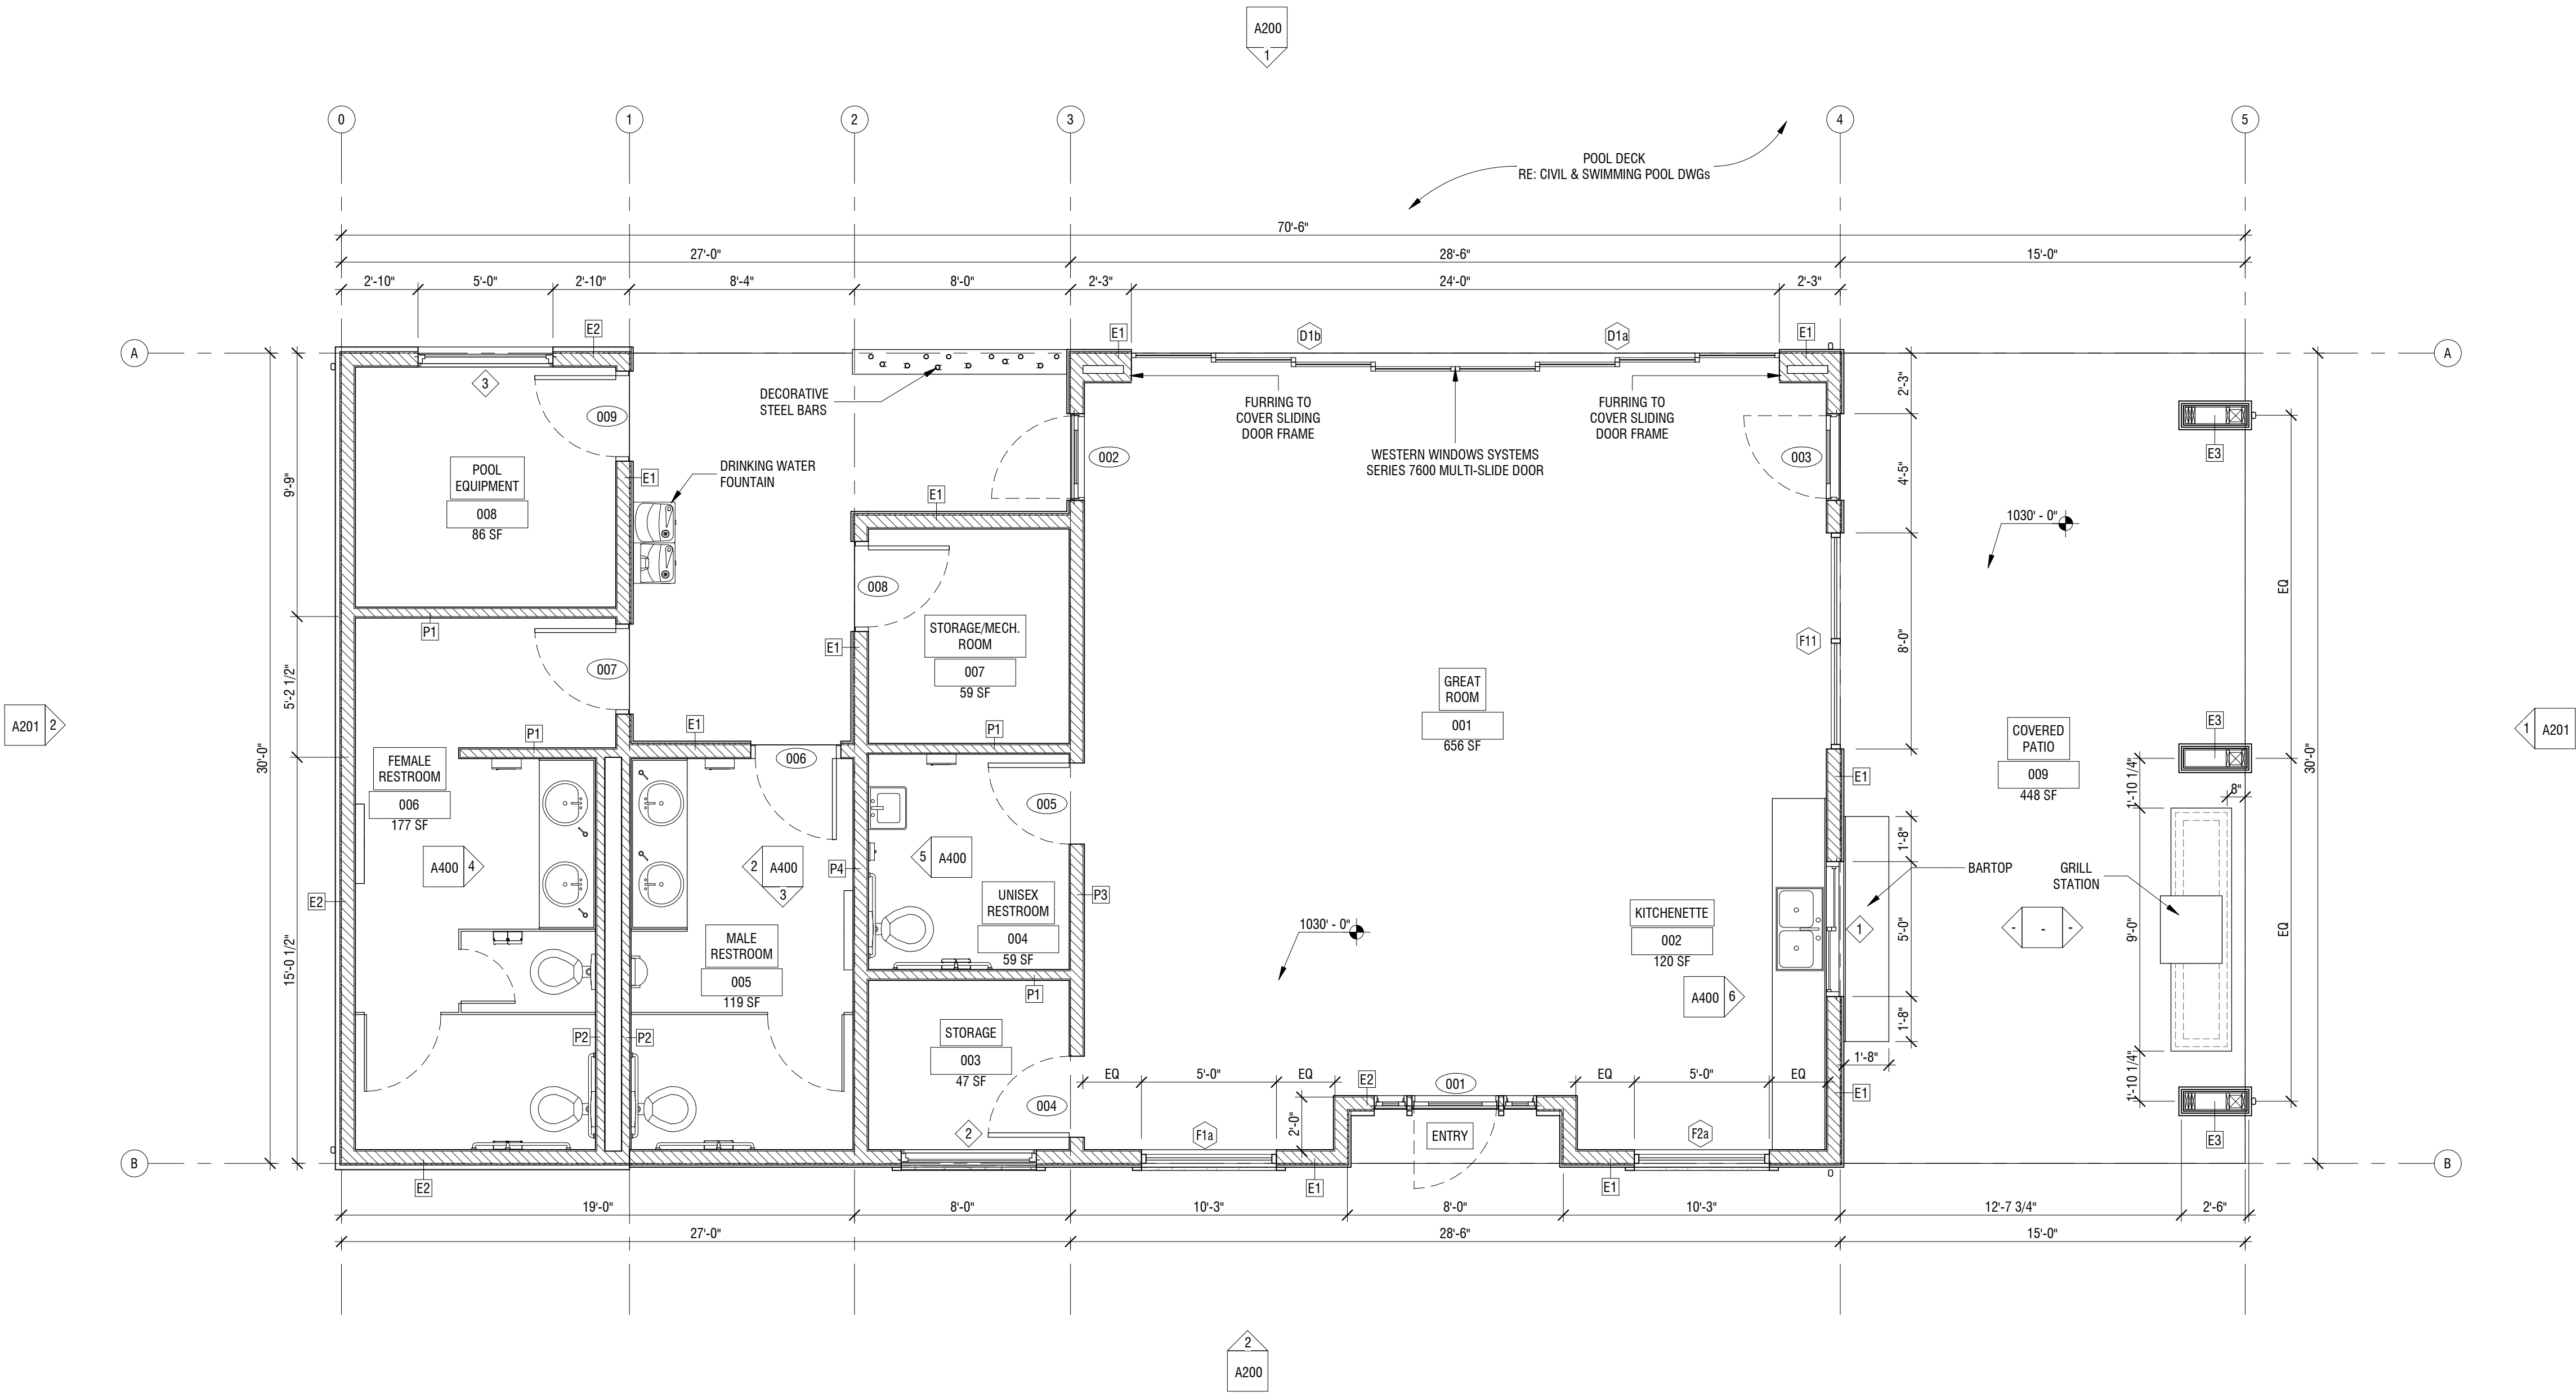 A200
1
0
1
2
3
4
5
POOL DECK
RE: CIVIL & SWIMMING POOL DWGs
70'-6"
27'-0"
28'-6"
15'-0"
2'-10"
5'-0"
2'-10"
8'-4"
8'-0"
2'-3"
24'-0"
2'-3"
E2
E1
D1b
D1a
E1
A
A
3
009
DECORATIVE
STEEL BARS
FURRING TO
COVER SLIDING
DOOR FRAME
FURRING TO
COVER SLIDING
DOOR FRAME
WESTERN WINDOWS SYSTEMS
SERIES 7600 MULTI-SLIDE DOOR
002
003
2'-3"
4'-5"
E3
9'-9"
POOL
EQUIPMENT
008
86 SF
E1
DRINKING WATER
FOUNTAIN
E1
1030' - 0"
EQ
008
P1
E1
STORAGE/MECH.
ROOM
007
59 SF
F11
8'-0"
5'-2 1/2"
007
GREAT
ROOM
001
656 SF
A201
2
30'-0"
P1
E1
P1
E3
COVERED
PATIO
009
448 SF
30'-0"
1
A201
FEMALE
RESTROOM
006
177 SF
006
E1
1'-10 1/4"
8"
005
1'-8"
A400
4
2
A400
3
P4
5
A400
BARTOP
GRILL
STATION
E2
UNISEX
RESTROOM
004
59 SF
P3
KITCHENETTE
002
120 SF
1030' - 0"
1
5'-0"
-
-
-
9'-0"
EQ
15'-0 1/2"
MALE
RESTROOM
005
119 SF
P1
A400
6
1'-8"
P2
P2
STORAGE
003
47 SF
1'-8"
1'-10 1/4"
EQ
5'-0"
EQ
E2
001
EQ
5'-0"
EQ
E1
004
2
2'-0"
F1a
ENTRY
F2a
E3
B
B
E2
E1
E1
19'-0"
8'-0"
10'-3"
8'-0"
10'-3"
12'-7 3/4"
2'-6"
27'-0"
28'-6"
15'-0"
2
A200